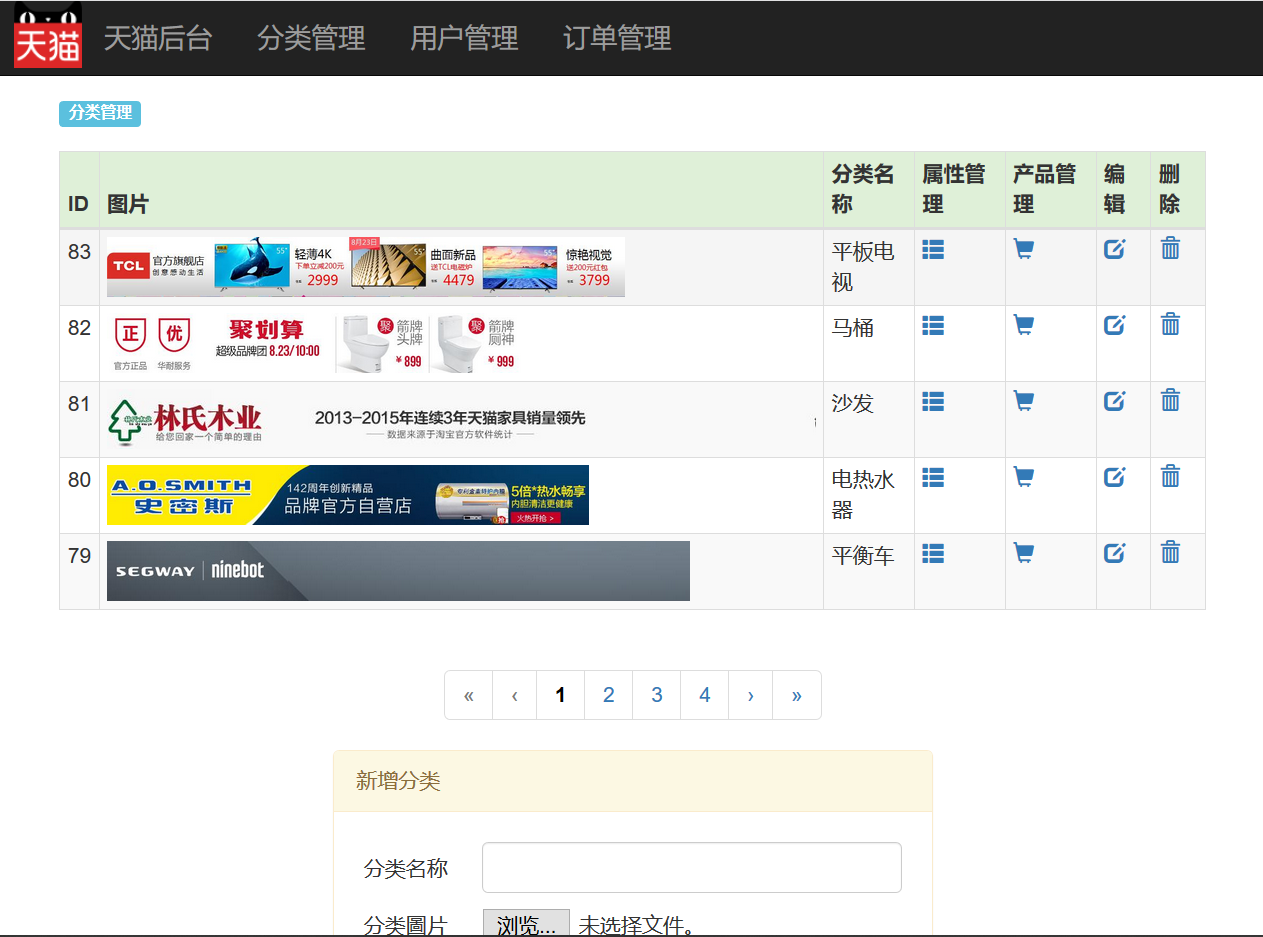 天猫 天猫后台 分类管理 用户管理 订单管理
分类管理
ID 图片 分类名称 属性管理 产品管理 编辑 删除
83
TCL 官方旗舰店 创意感动生活
55" 轻薄4K 下单立减200元 2999
8月23日 55" 曲面新品 送TCL电磁炉 4479
55" 惊艳视觉 送200元红包 3799
平板电视
82
正 优 官方正品 华耐服务
聚划算
超级品牌团 8.23/10:00
聚 箭牌头牌 ¥899
聚 箭牌厕神 ¥999
马桶
81
林氏木业
给您回家一个简单的理由
2013-2015年连续3年天猫家具销量领先
数据来源于淘宝官方软件统计
沙发
80
A.O.SMITH
史密斯
142周年创新精品
品牌官方自营店
5倍*热水畅享
内胆清洁更健康
火热开抢 >
电热水器
79
SEGWAY ninebot
平衡车
« ‹ 1 2 3 4 › »
新增分类
分类名称
分类圖片 浏览... 未选择文件。